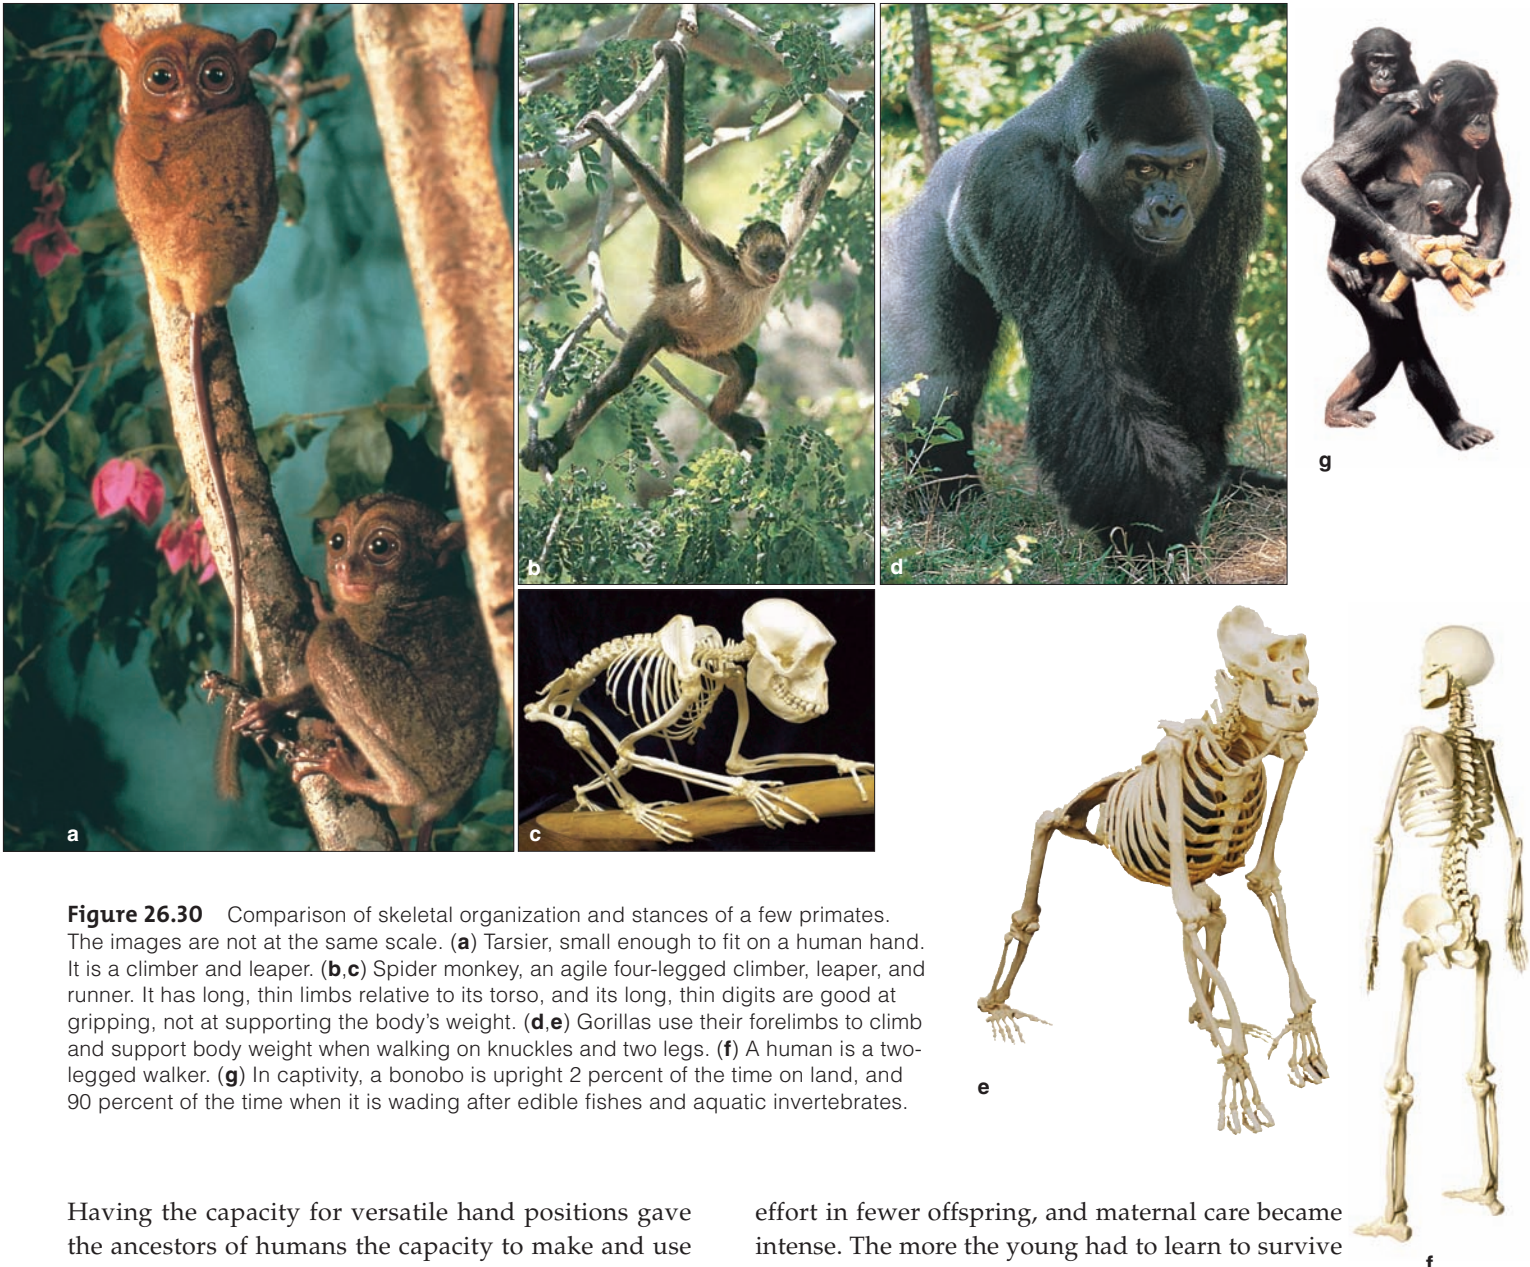 a
b
d
g
c
e
Figure 26.30 Comparison of skeletal organization and stances of a few primates.
The images are not at the same scale. (a) Tarsier, small enough to fit on a human hand.
It is a climber and leaper. (b,c) Spider monkey, an agile four-legged climber, leaper, and
runner. It has long, thin limbs relative to its torso, and its long, thin digits are good at
gripping, not at supporting the body's weight. (d,e) Gorillas use their forelimbs to climb
and support body weight when walking on knuckles and two legs. (f) A human is a two-
legged walker. (g) In captivity, a bonobo is upright 2 percent of the time on land, and
90 percent of the time when it is wading after edible fishes and aquatic invertebrates.
Having the capacity for versatile hand positions gave
the ancestors of humans the capacity to make and use
effort in fewer offspring, and maternal care became
intense. The more the young had to learn to survive
f